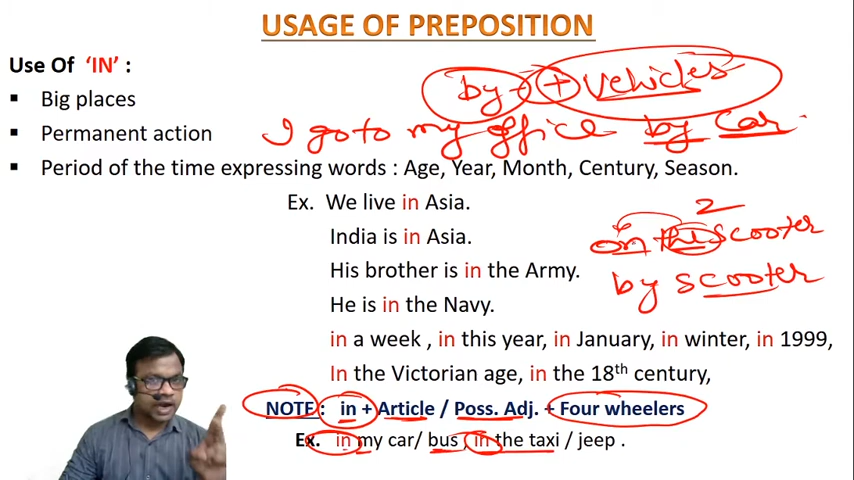 USAGE OF PREPOSITION
Use Of ‘IN’ :
by + vehicles
▪ Big places
▪ Permanent action
I go to my office by car.
▪ Period of the time expressing words : Age, Year, Month, Century, Season.
Ex. We live in Asia.
2
India is in Asia.
on the scooter
His brother is in the Army.
by scooter
He is in the Navy.
in a week , in this year, in January, in winter, in 1999,
In the Victorian age, in the 18th century,
NOTE : in + Article / Poss. Adj. + Four wheelers
Ex. in my car/ bus , in the taxi / jeep .